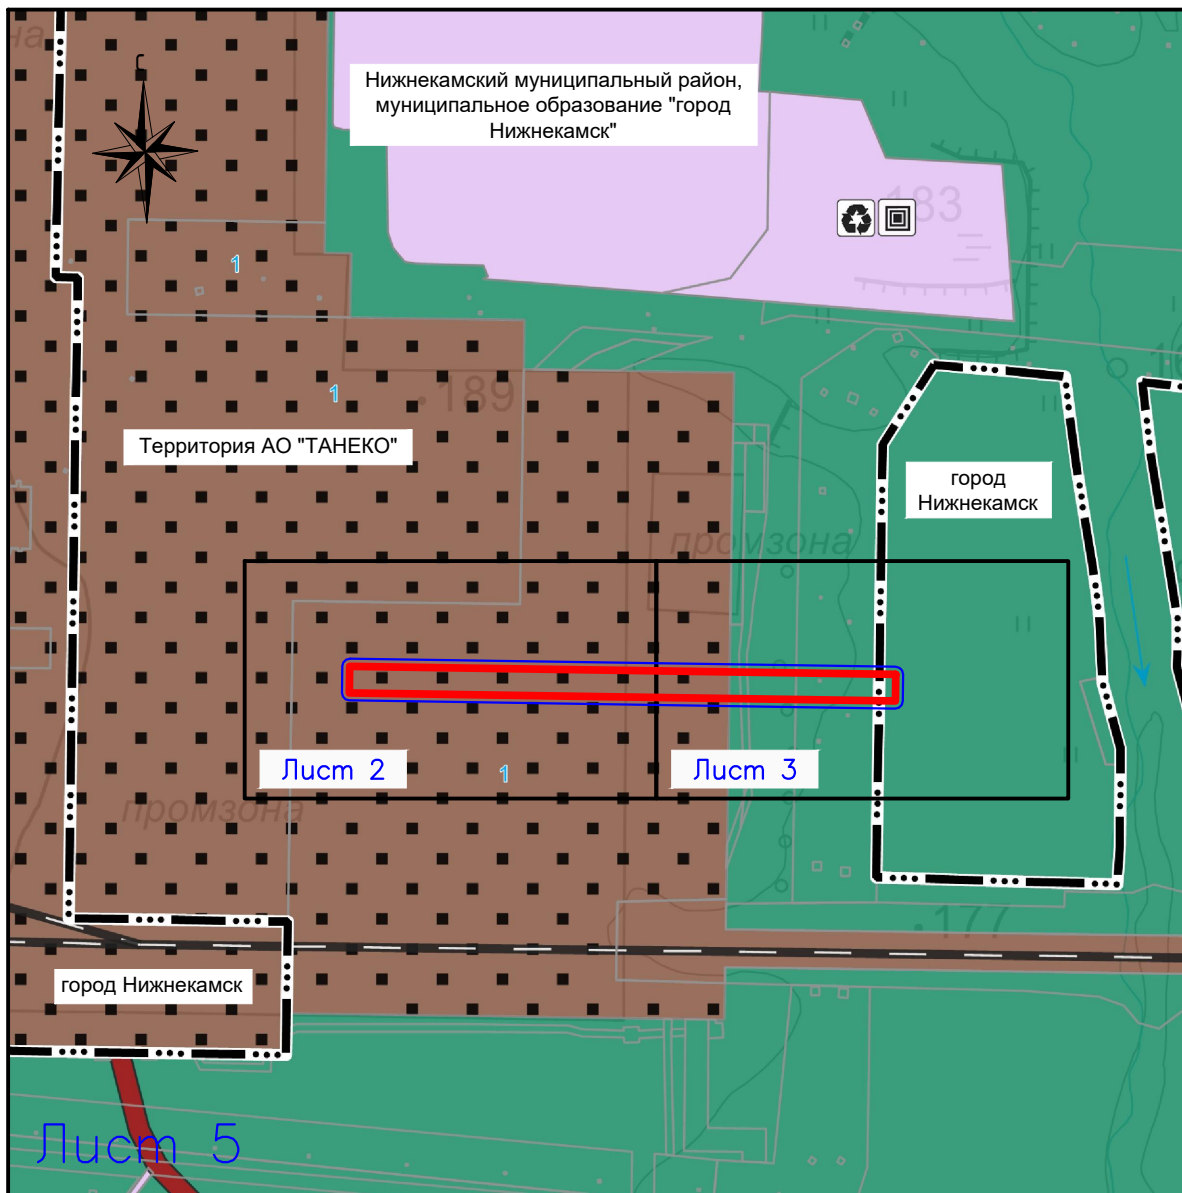 на
С
Нижнекамский муниципальный район,
муниципальное образование "город
Нижнекамск"
183
1
1
189
Территория АО "ТАНЕКО"
город
Нижнекамск
промзона
Лист 2
1
Лист 3
промзона
177
город Нижнекамск
Лист 5